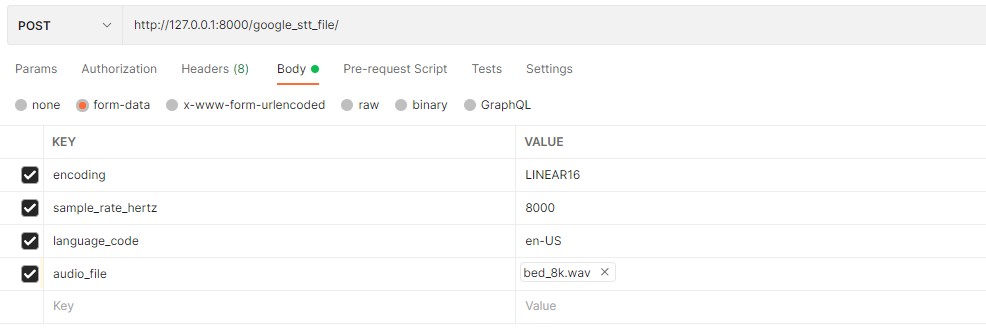 POST http://127.0.0.1:8000/google_stt_file/
Params Authorization Headers (8) Body Pre-request Script Tests Settings
none form-data x-www-form-urlencoded raw binary GraphQL
KEY VALUE
encoding LINEAR16
sample_rate_hertz 8000
language_code en-US
audio_file bed_8k.wav
Key Value